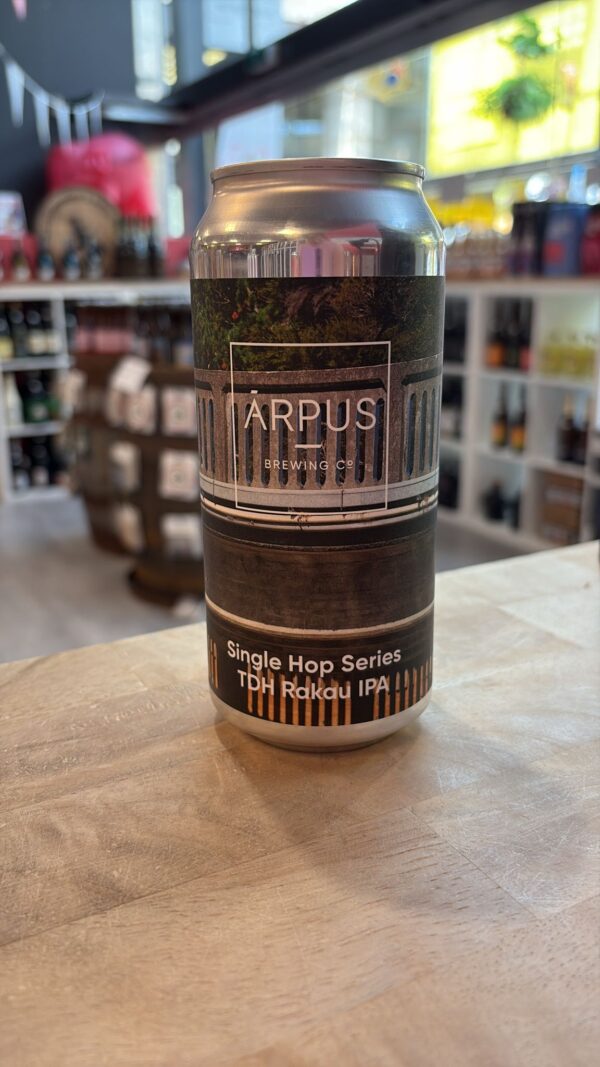 ĀRPUS
BREWING Cº
Single Hop Series
TDH Rakau IPA